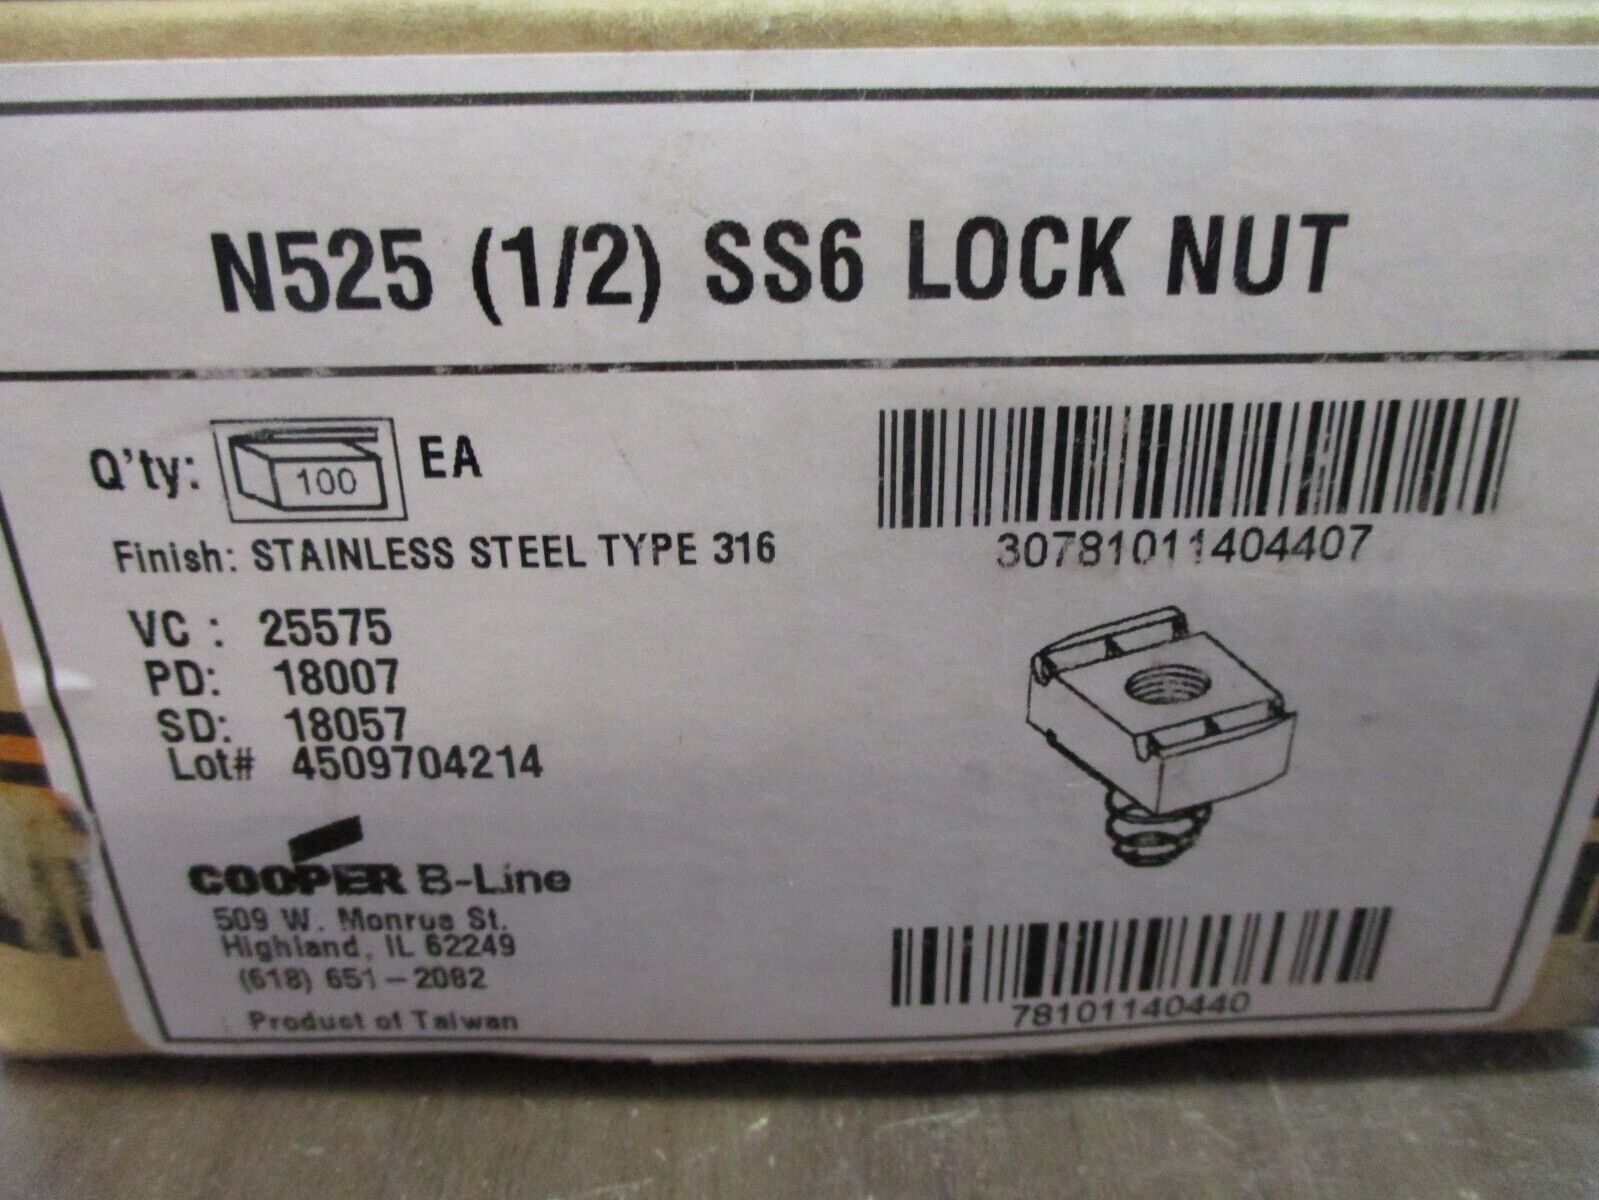 N525 (1/2) SS6 LOCK NUT
Q'ty: 100 EA
Finish: STAINLESS STEEL TYPE 316
VC : 25575
PD: 18007
SD: 18057
Lot# 4509704214
COOPER B-Line
509 W. Monroe St.
Highland, IL 62249
(618) 651-2082
Product of Taiwan
30781011404407
78101140440